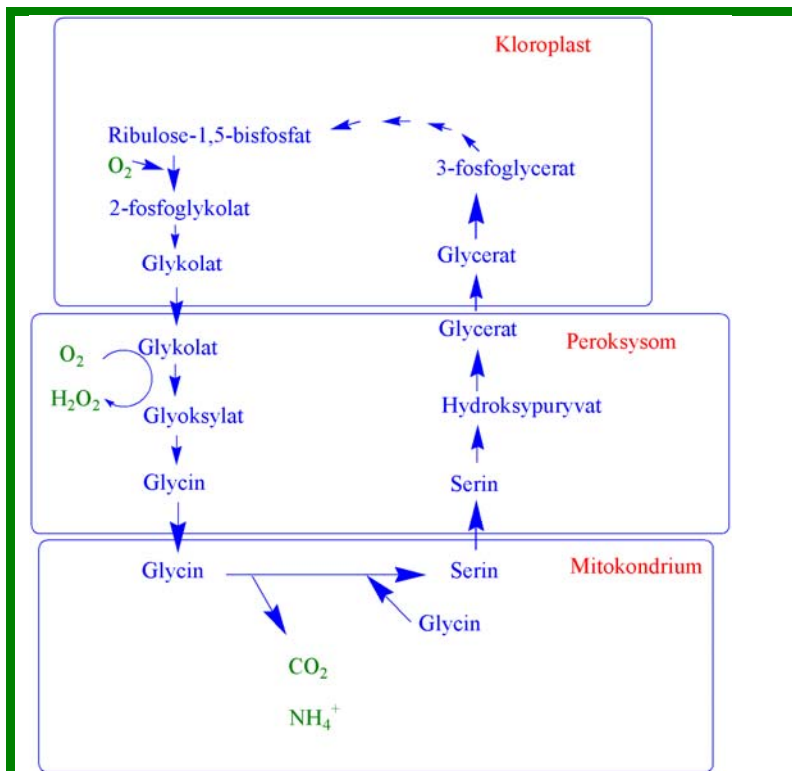 Kloroplast
Ribulose-1,5-bisfosfat
O₂
3-fosfoglycerat
2-fosfoglykolat
Glykolat
Glycerat
Glycerat
Peroksysom
Glykolat
O₂
H₂O₂
Glyoksylat
Hydroksypuryvat
Glycin
Serin
Glycin
Serin
Mitokondrium
Glycin
CO₂
NH₄⁺